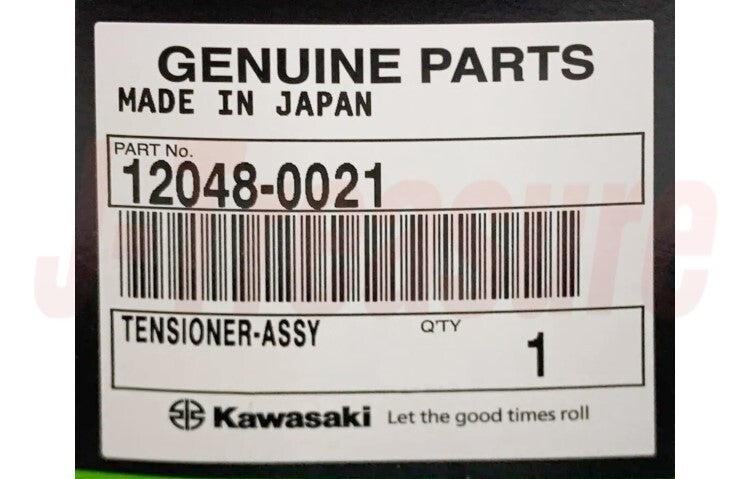 GENUINE PARTS
MADE IN JAPAN
PART No.
12048-0021
TENSIONER-ASSY Q'TY 1
Kawasaki Let the good times roll
J-Treasure